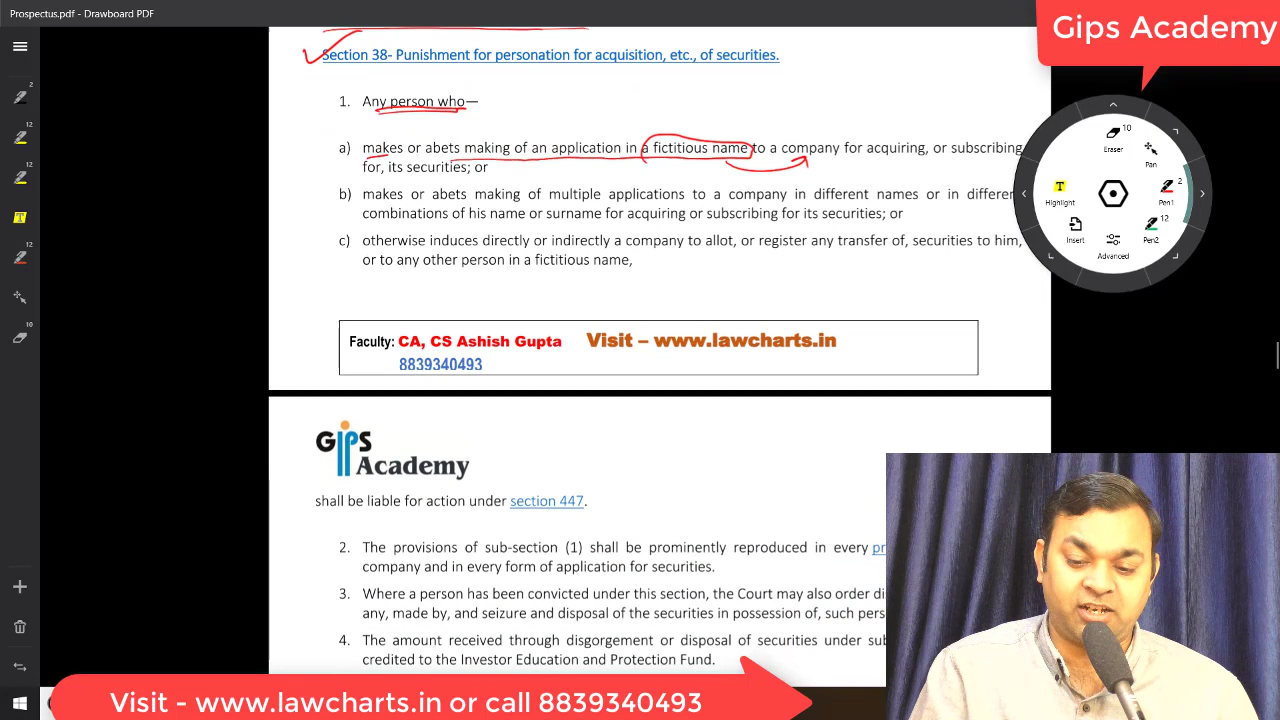 Prospectus.pdf - Drawboard PDF
Gips Academy
Section 38- Punishment for personation for acquisition, etc., of securities.
1. Any person who—
a) makes or abets making of an application in a fictitious name to a company for acquiring, or subscribing
for, its securities; or
b) makes or abets making of multiple applications to a company in different names or in different
combinations of his name or surname for acquiring or subscribing for its securities; or
c) otherwise induces directly or indirectly a company to allot, or register any transfer of, securities to him,
or to any other person in a fictitious name,
2
12
12
12
10
10
Eraser
Pan
T
Highlight
2
Pen1
Insert
12
Pen2
Advanced
Faculty: CA, CS Ashish Gupta Visit – www.lawcharts.in
8839340493
GIPS
Academy
shall be liable for action under section 447.
2. The provisions of sub-section (1) shall be prominently reproduced in every
company and in every form of application for securities.
3. Where a person has been convicted under this section, the Court may also order
any, made by, and seizure and disposal of the securities in possession of, such
4. The amount received through disgorgement or disposal of securities under
credited to the Investor Education and Protection Fund.
Visit - www.lawcharts.in or call 8839340493